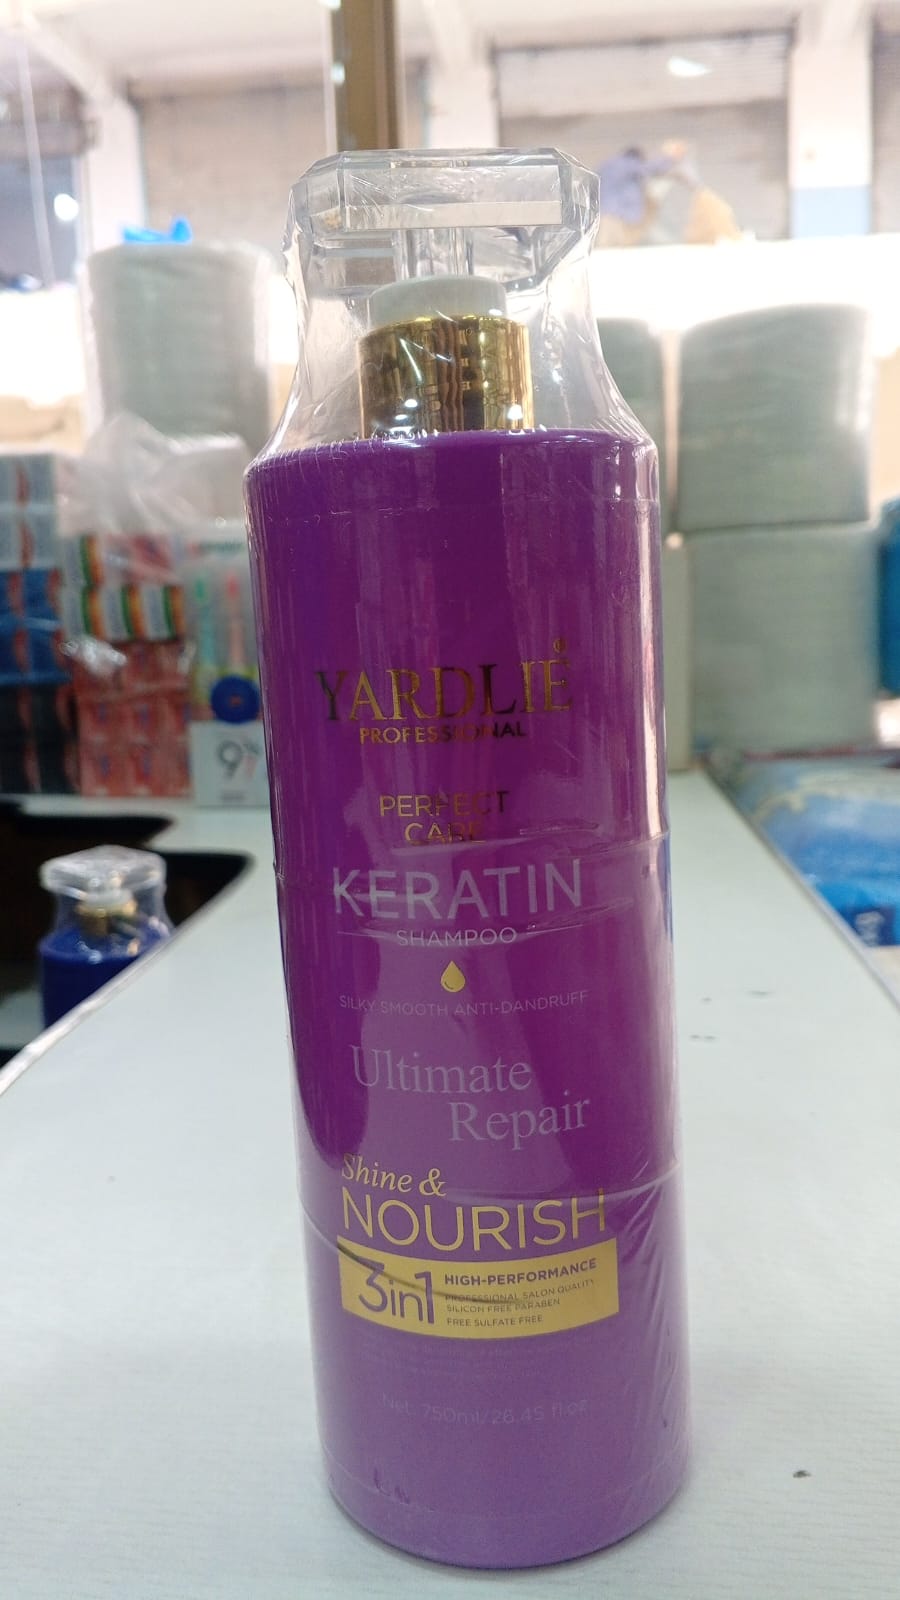 YARDLIE
PROFESSIONAL
PERFECT
CARE
KERATIN
SHAMPOO
SILKY SMOOTH ANTI-DANDRUFF
Ultimate
Repair
Shine &
NOURISH
3in1
HIGH-PERFORMANCE
PROFESSIONAL SALON QUALITY
SILICON FREE PARABEN
FREE SULFATE FREE
Net. 750ml/26.45 fl.oz